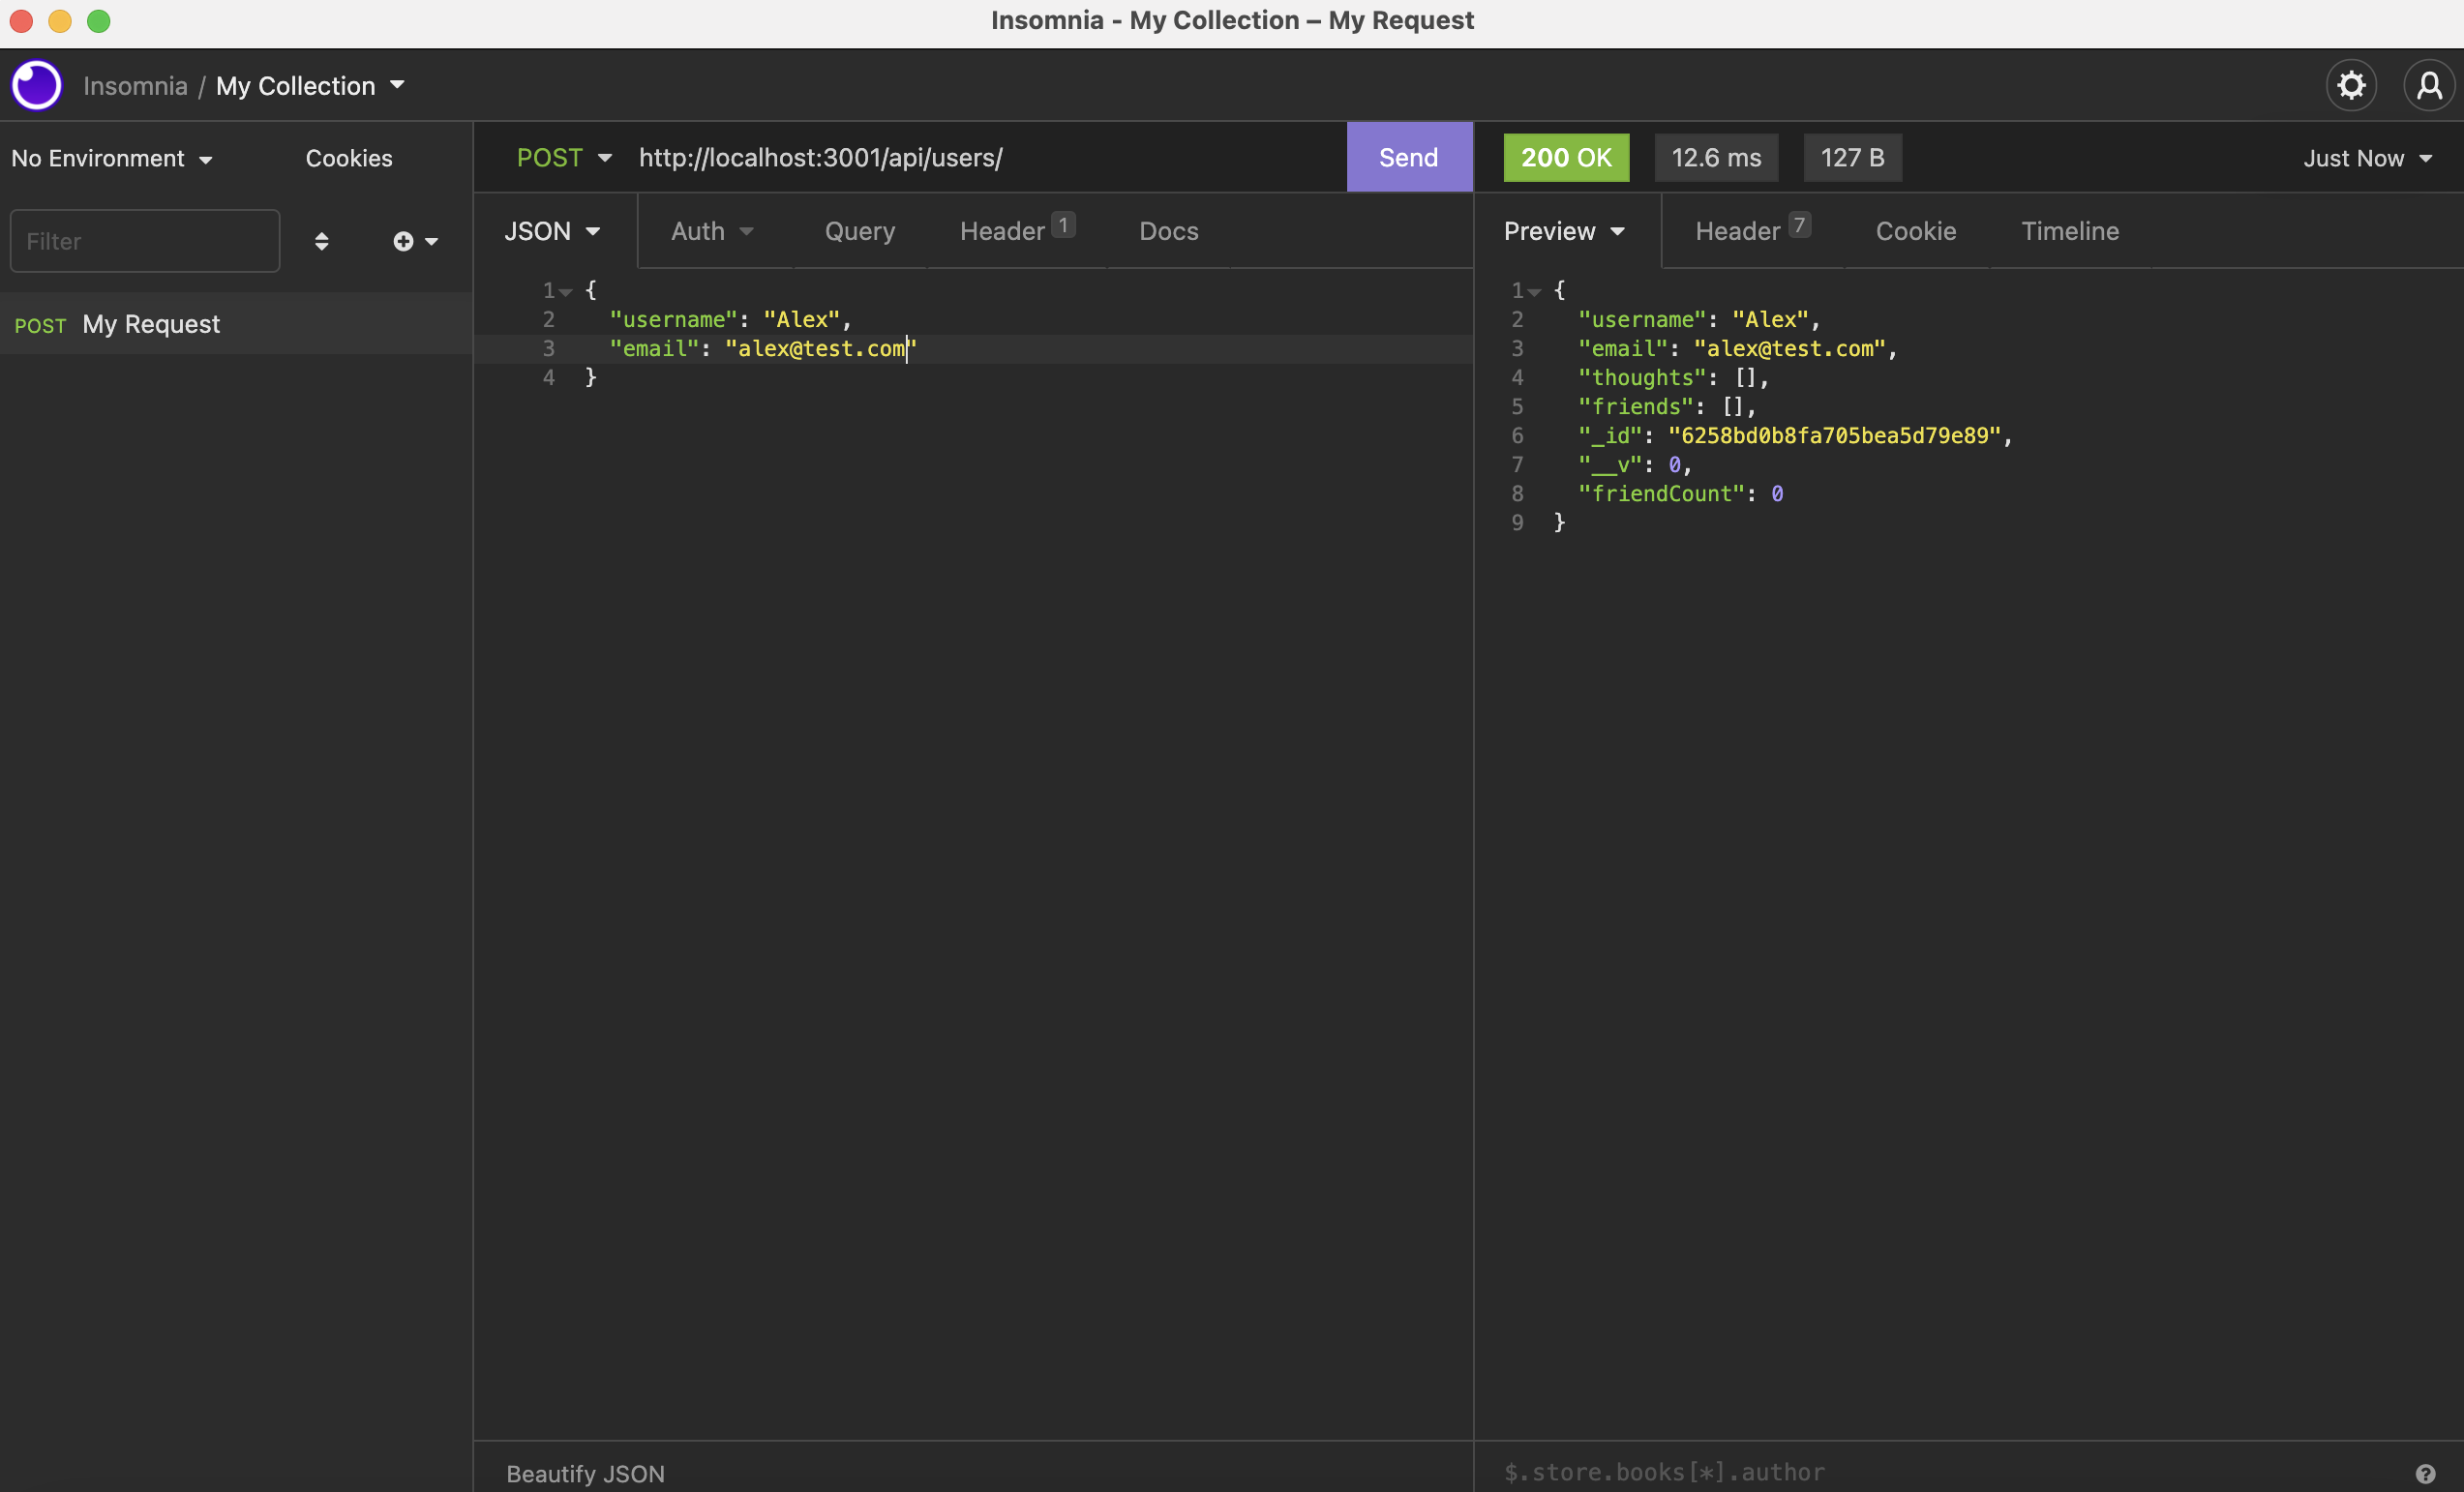 Insomnia - My Collection – My Request
Insomnia / My Collection
No Environment Cookies
Filter
POST My Request
POST http://localhost:3001/api/users/ Send
JSON Auth Query Header 1 Docs
1 {
2 "username": "Alex",
3 "email": "alex@test.com"
4 }
Beautify JSON
200 OK 12.6 ms 127 B Just Now
Preview Header 7 Cookie Timeline
1 {
2 "username": "Alex",
3 "email": "alex@test.com",
4 "thoughts": [],
5 "friends": [],
6 "_id": "6258bd0b8fa705bea5d79e89",
7 "__v": 0,
8 "friendCount": 0
9 }
$.store.books[*].author ?